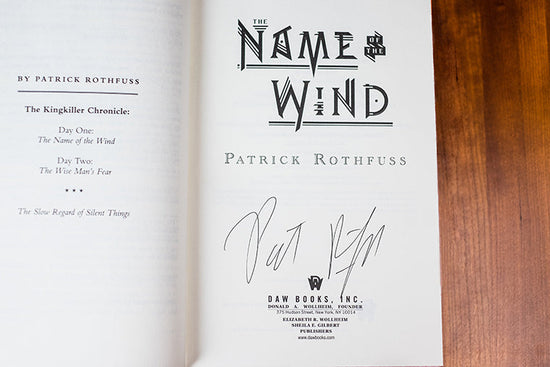 BY PATRICK ROTHFUSS
The Kingkiller Chronicle:
Day One:
The Name of the Wind
Day Two:
The Wise Man's Fear
* * *
The Slow Regard of Silent Things
THE
NAME OF THE
WIND
PATRICK ROTHFUSS
Pat Rothfuss
DAW BOOKS, INC.
DONALD A. WOLLHEIM, FOUNDER
375 Hudson Street, New York, NY 10014
ELIZABETH R. WOLLHEIM
SHEILA E. GILBERT
PUBLISHERS
www.dawbooks.com